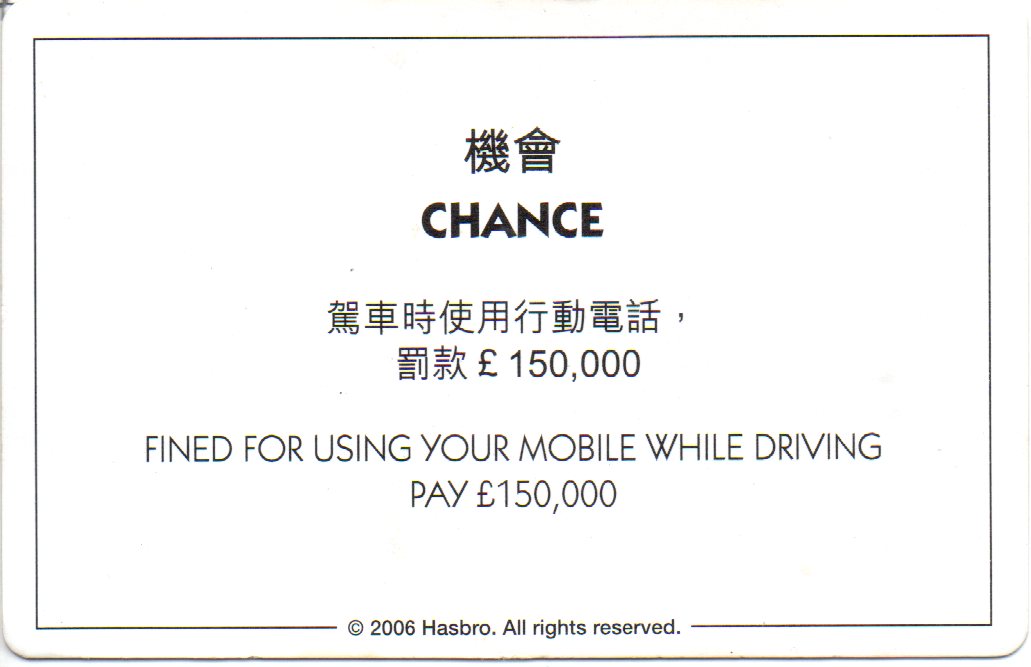 機會
CHANCE
駕車時使用行動電話，
罰款 £ 150,000
FINED FOR USING YOUR MOBILE WHILE DRIVING
PAY £150,000
© 2006 Hasbro. All rights reserved.